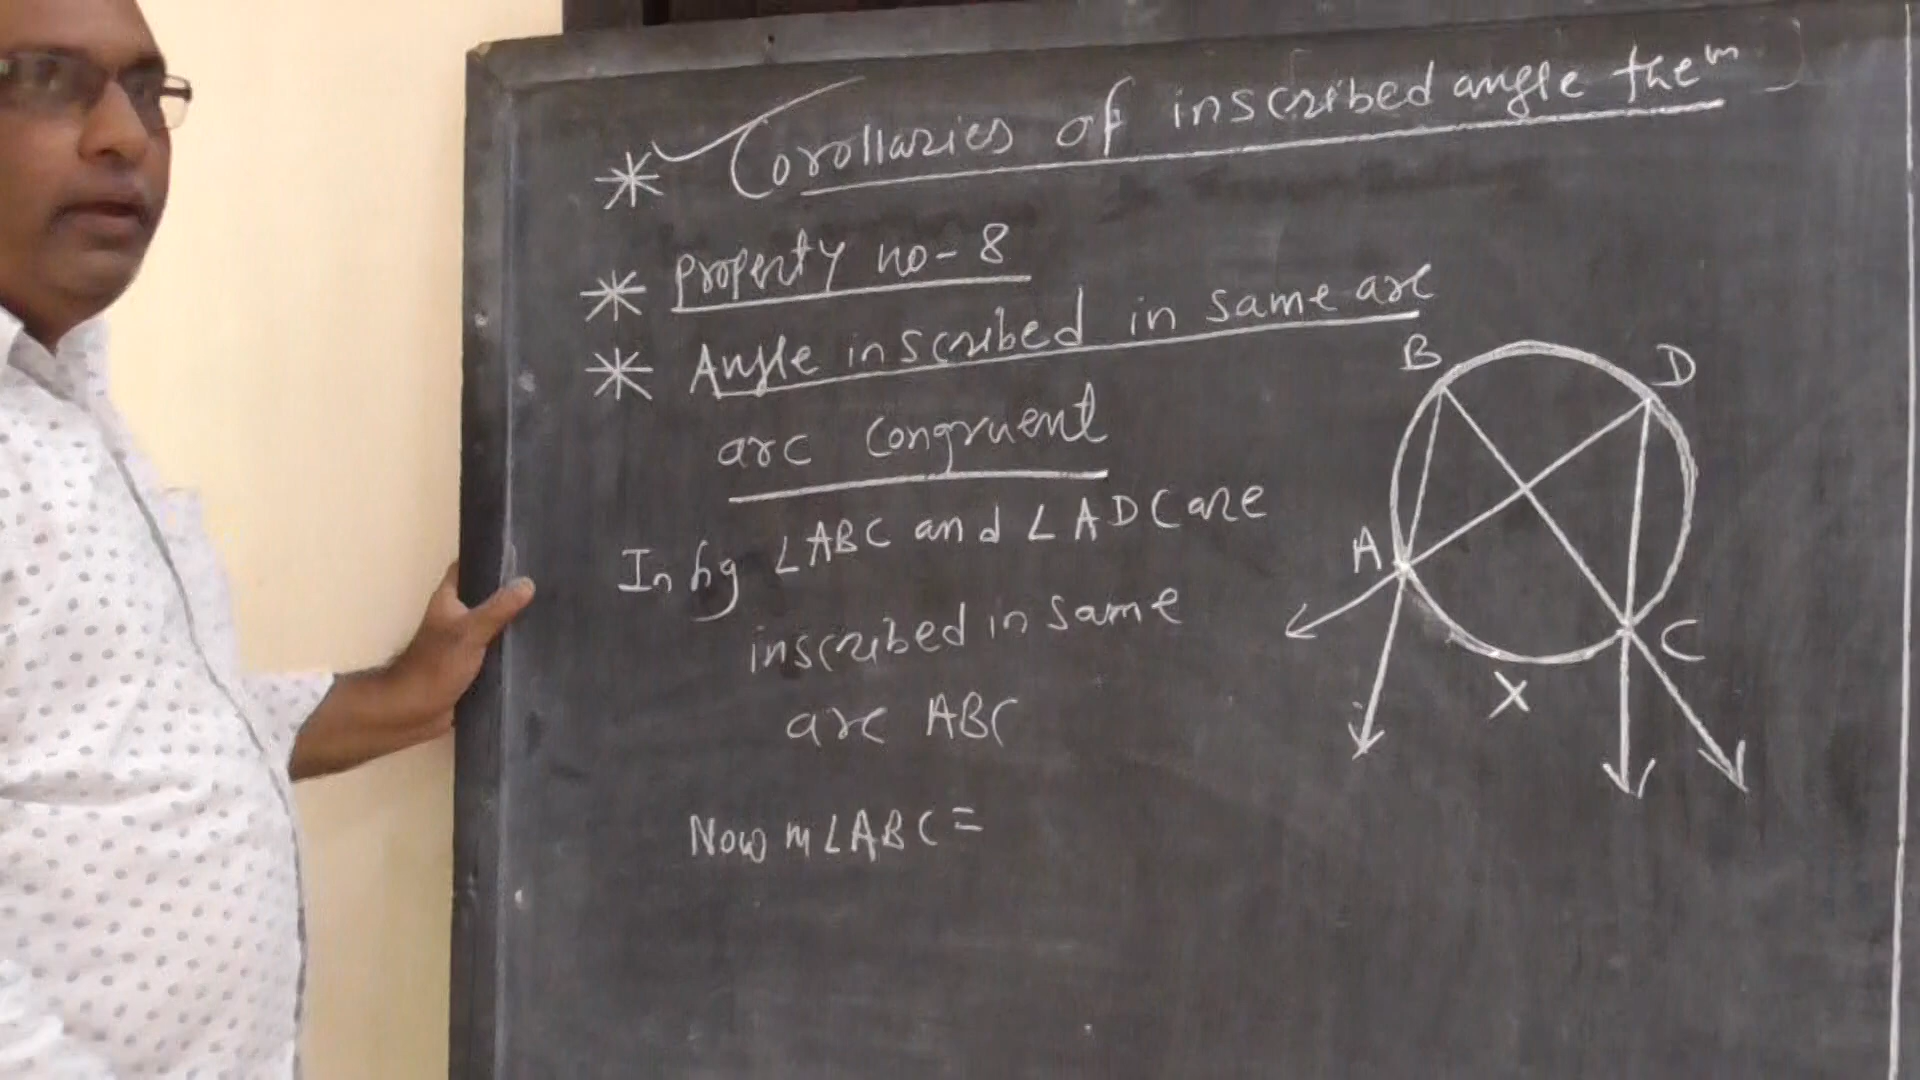 * Corollaries of inscribed angle theᵐ
* Property no-8
* Angle inscribed in same arc
arc congruent
In fig ∠ABC and ∠ADC are
inscribed in same
arc ABC
Now m∠ABC =
B
D
A
C
X